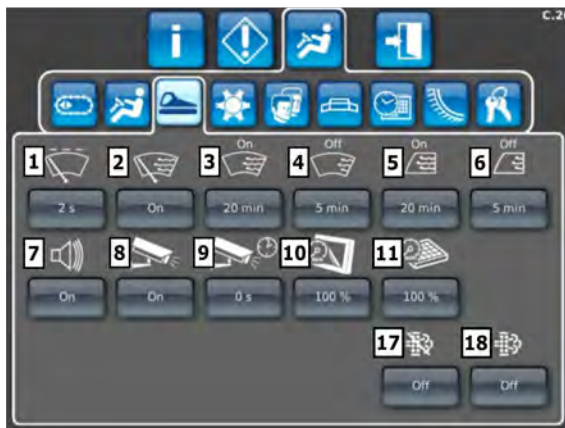 C.20
i !
1 2 3 On 4 Off 5 On 6 Off
2 s On 20 min 5 min 20 min 5 min
7 8 9 10 11
On On 0 s 100 % 100 %
17 18
Off Off